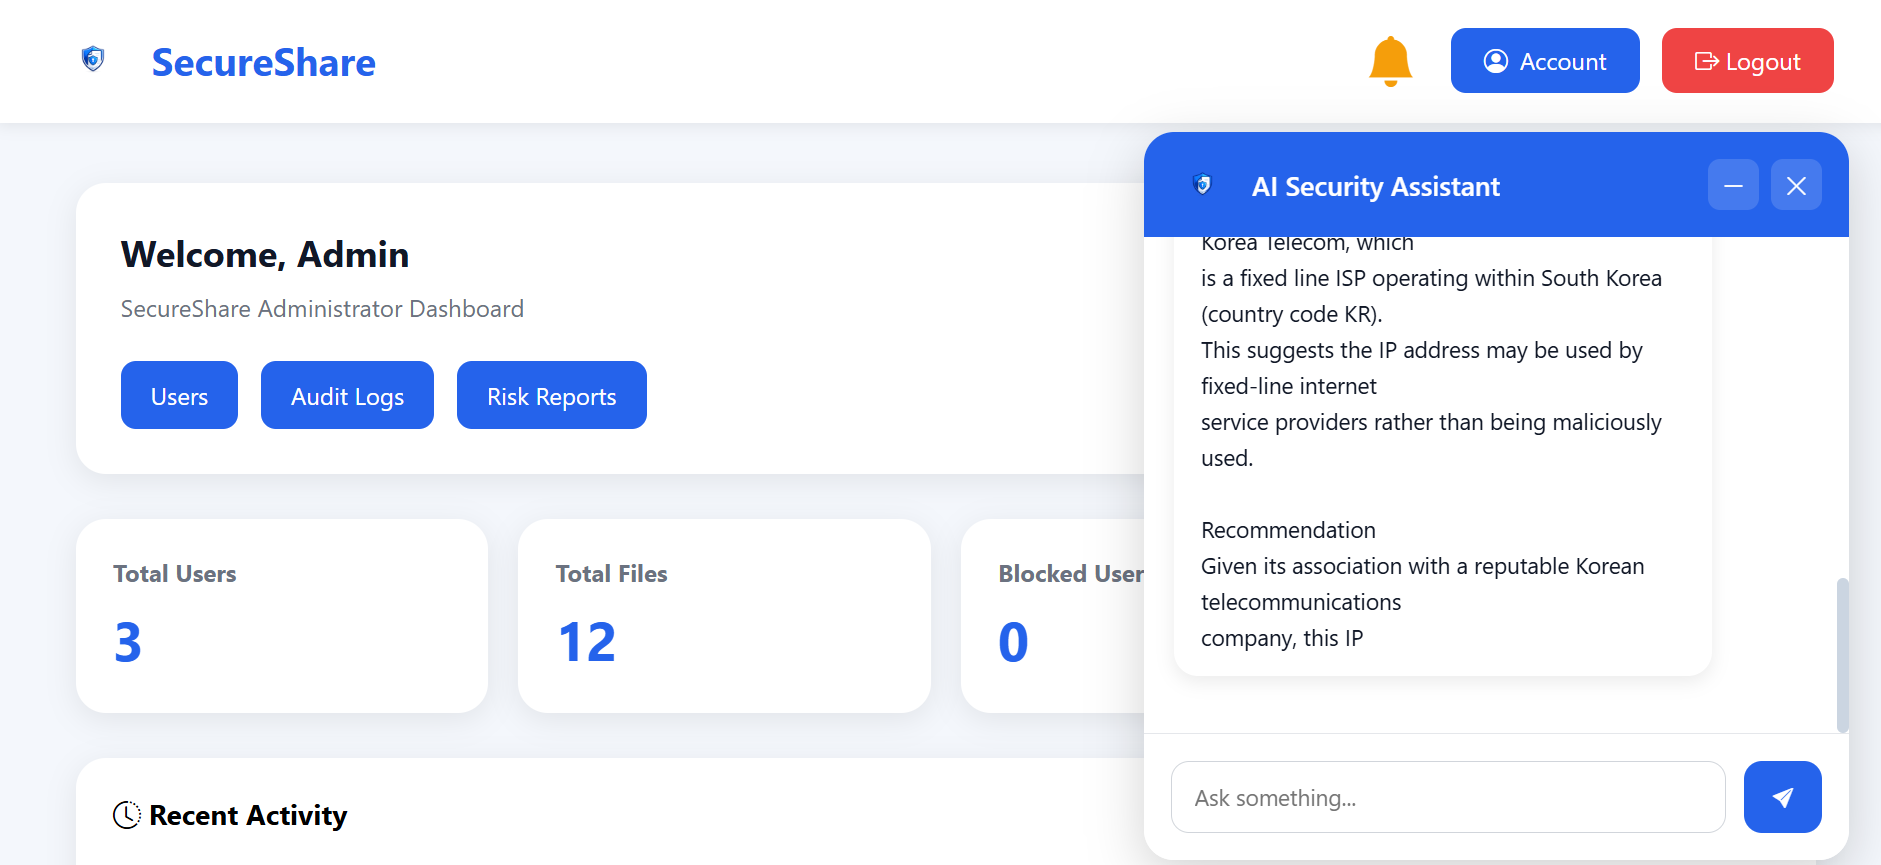 SecureShare
Account
Logout
Welcome, Admin
SecureShare Administrator Dashboard
Users
Audit Logs
Risk Reports
Total Users
3
Total Files
12
Blocked User
0
Recent Activity
AI Security Assistant
Korea Telecom, which
is a fixed line ISP operating within South Korea
(country code KR).
This suggests the IP address may be used by
fixed-line internet
service providers rather than being maliciously
used.
Recommendation
Given its association with a reputable Korean
telecommunications
company, this IP
Ask something...